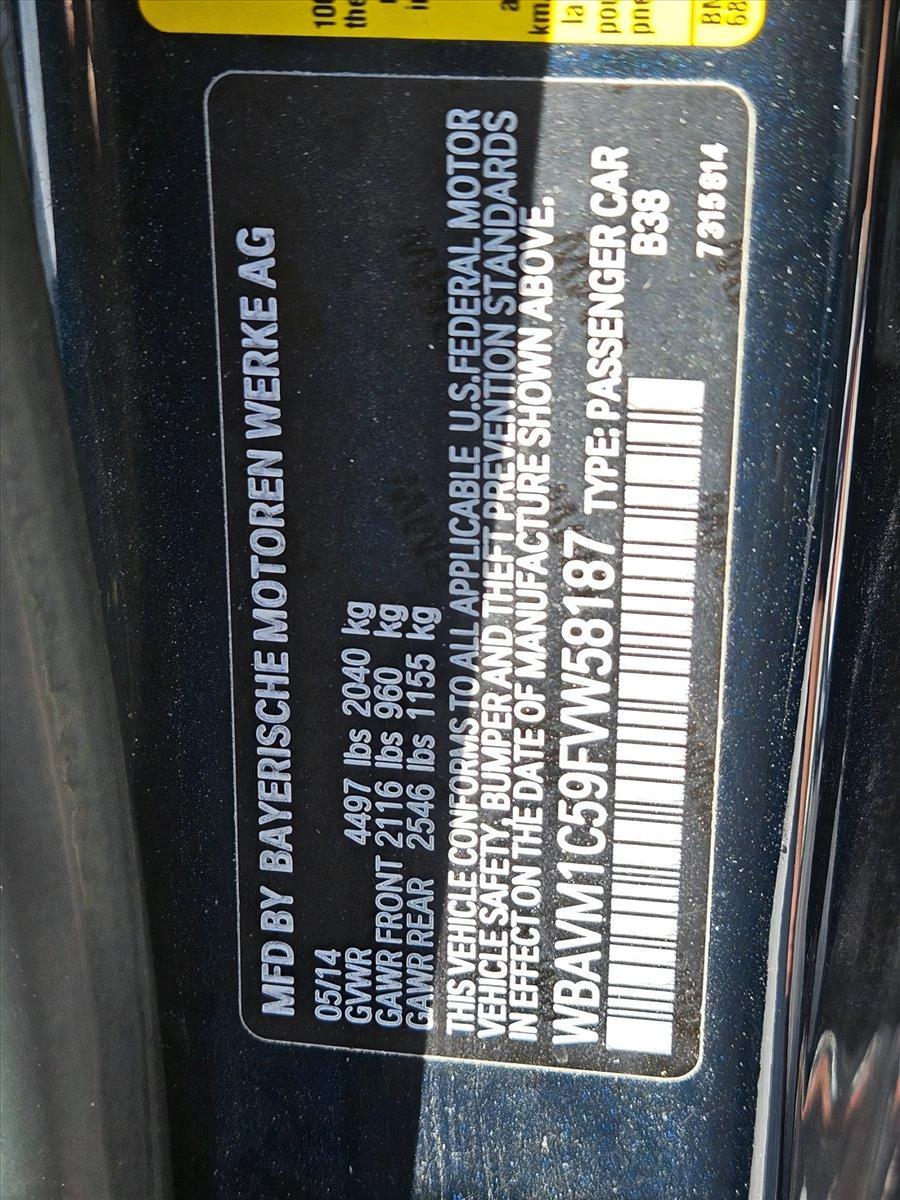 km
la
MFD BY BAYERISCHE MOTOREN WERKE AG
05/14
GVWR 4497 lbs 2040 kg
GAWR FRONT 2116 lbs 960 kg
GAWR REAR 2546 lbs 1155 kg
THIS VEHICLE CONFORMS TO ALL APPLICABLE U.S. FEDERAL MOTOR
VEHICLE SAFETY, BUMPER AND THEFT PREVENTION STANDARDS
IN EFFECT ON THE DATE OF MANUFACTURE SHOWN ABOVE.
WBAVM1C59FVW58187 TYPE: PASSENGER CAR
B38
7315814